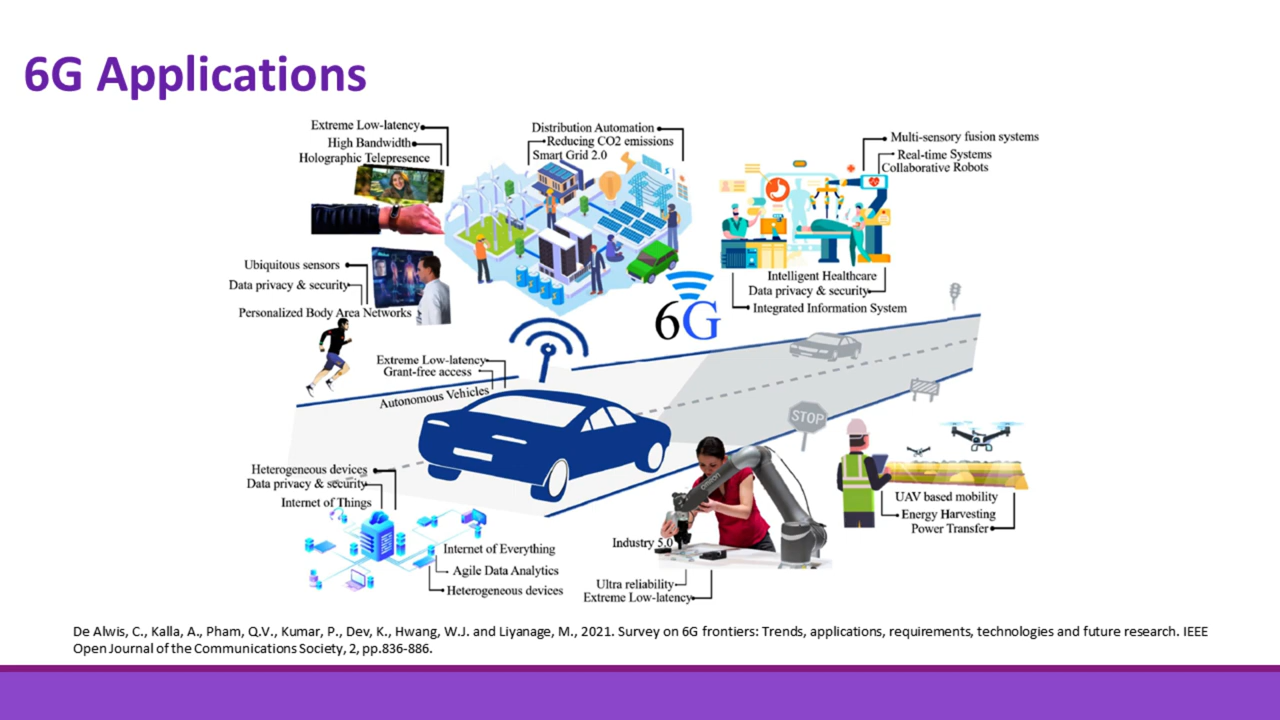 6G Applications
Extreme Low-latency
High Bandwidth
Holographic Telepresence
Distribution Automation
Reducing CO2 emissions
Smart Grid 2.0
Multi-sensory fusion systems
Real-time Systems
Collaborative Robots
Ubiquitous sensors
Data privacy & security
Personalized Body Area Networks
Intelligent Healthcare
Data privacy & security
Integrated Information System
6G
Extreme Low-latency
Grant-free access
Autonomous Vehicles
STOP
Heterogeneous devices
Data privacy & security
Internet of Things
Internet of Everything
Agile Data Analytics
Heterogeneous devices
omron
Industry 5.0
Ultra reliability
Extreme Low-latency
UAV based mobility
Energy Harvesting
Power Transfer
De Alwis, C., Kalla, A., Pham, Q.V., Kumar, P., Dev, K., Hwang, W.J. and Liyanage, M., 2021. Survey on 6G frontiers: Trends, applications, requirements, technologies and future research. IEEE
Open Journal of the Communications Society, 2, pp.836-886.